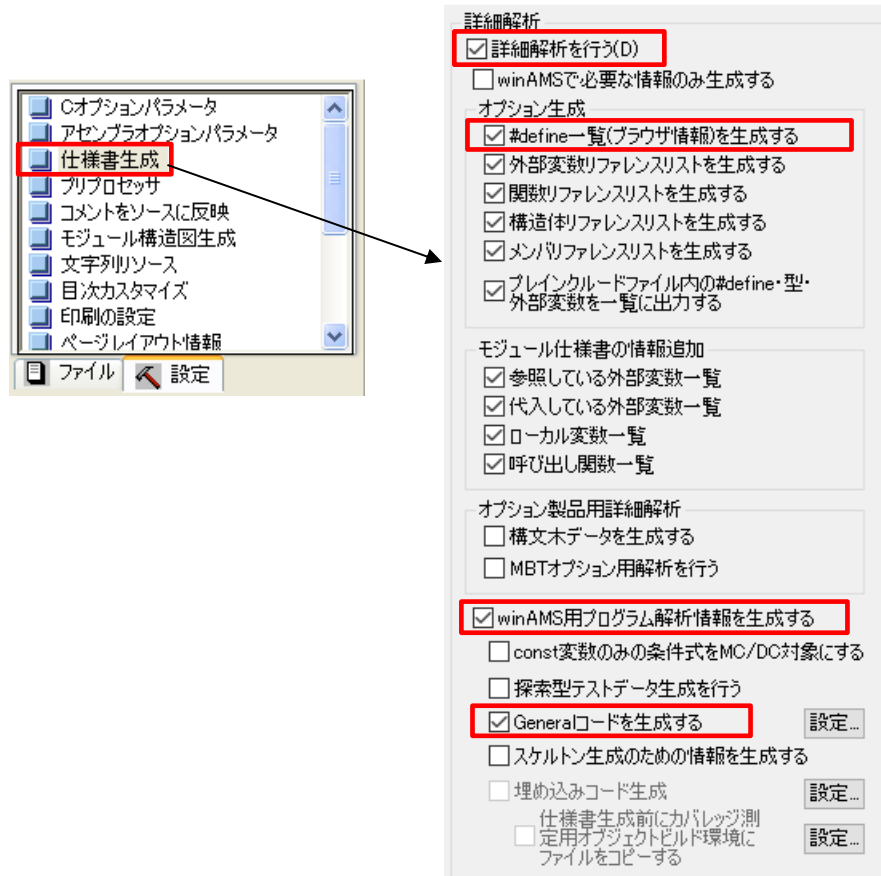 Cオプションパラメータ
アセンブラオプションパラメータ
仕様書生成
プリプロセッサ
コメントをソースに反映
モジュール構造図生成
文字列リソース
目次カスタマイズ
印刷の設定
ページレイアウト情報
ファイル 設定
詳細解析
詳細解析を行う(D)
winAMSで必要な情報のみ生成する
オプション生成
#define一覧(ブラウザ情報)を生成する
外部変数リファレンスリストを生成する
関数リファレンスリストを生成する
構造体リファレンスリストを生成する
メンバリファレンスリストを生成する
プレインクルードファイル内の#define・型・
外部変数を一覧に出力する
モジュール仕様書の情報追加
参照している外部変数一覧
代入している外部変数一覧
ローカル変数一覧
呼び出し関数一覧
オプション製品用詳細解析
構文木データを生成する
MBTオプション用解析を行う
winAMS用プログラム解析情報を生成する
const変数のみの条件式をMC/DC対象にする
探索型テストデータ生成を行う
Generalコードを生成する 設定...
スケルトン生成のための情報を生成する
埋め込みコード生成 設定...
仕様書生成前にカバレッジ測
定用オブジェクトビルド環境に 設定...
ファイルをコピーする